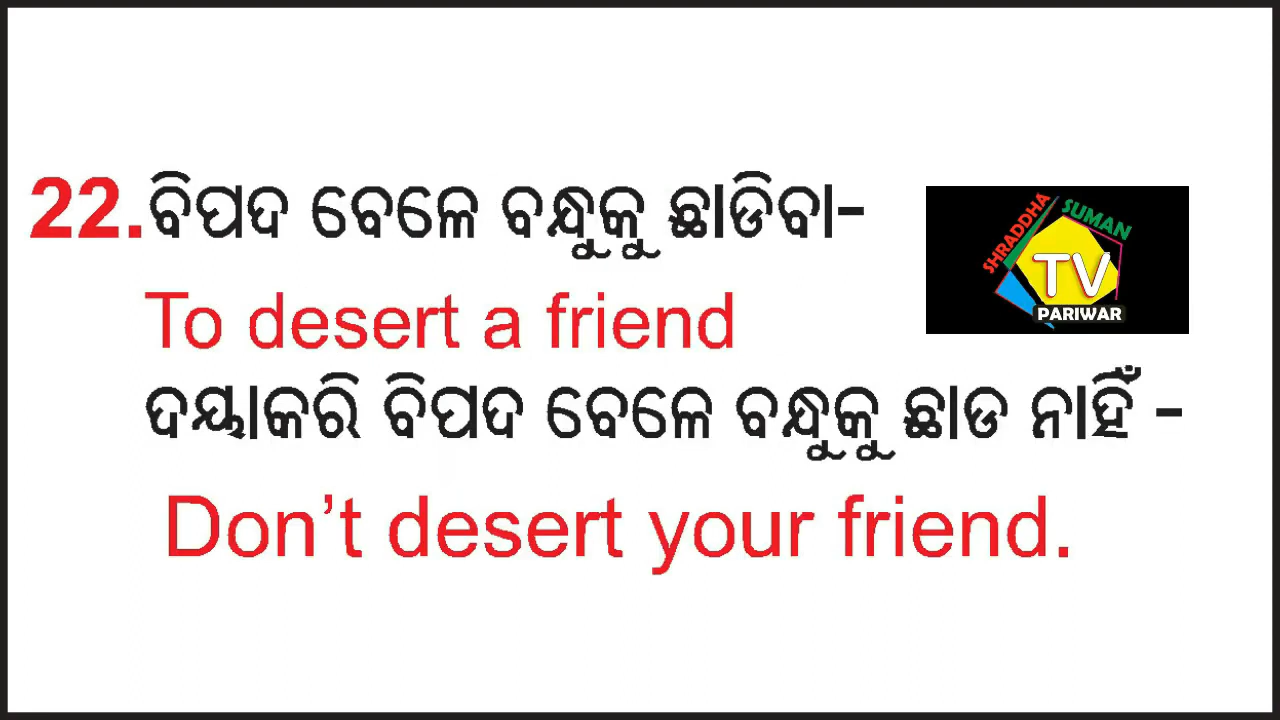 22.ବିପଦ ବେଳେ ବନ୍ଧୁକୁ ଛାଡିବା-
SHRADDHA
SUMAN
TV
PARIWAR
To desert a friend
ଦୟାକରି ବିପଦ ବେଳେ ବନ୍ଧୁକୁ ଛାଡ ନାହିଁ -
Don't desert your friend.